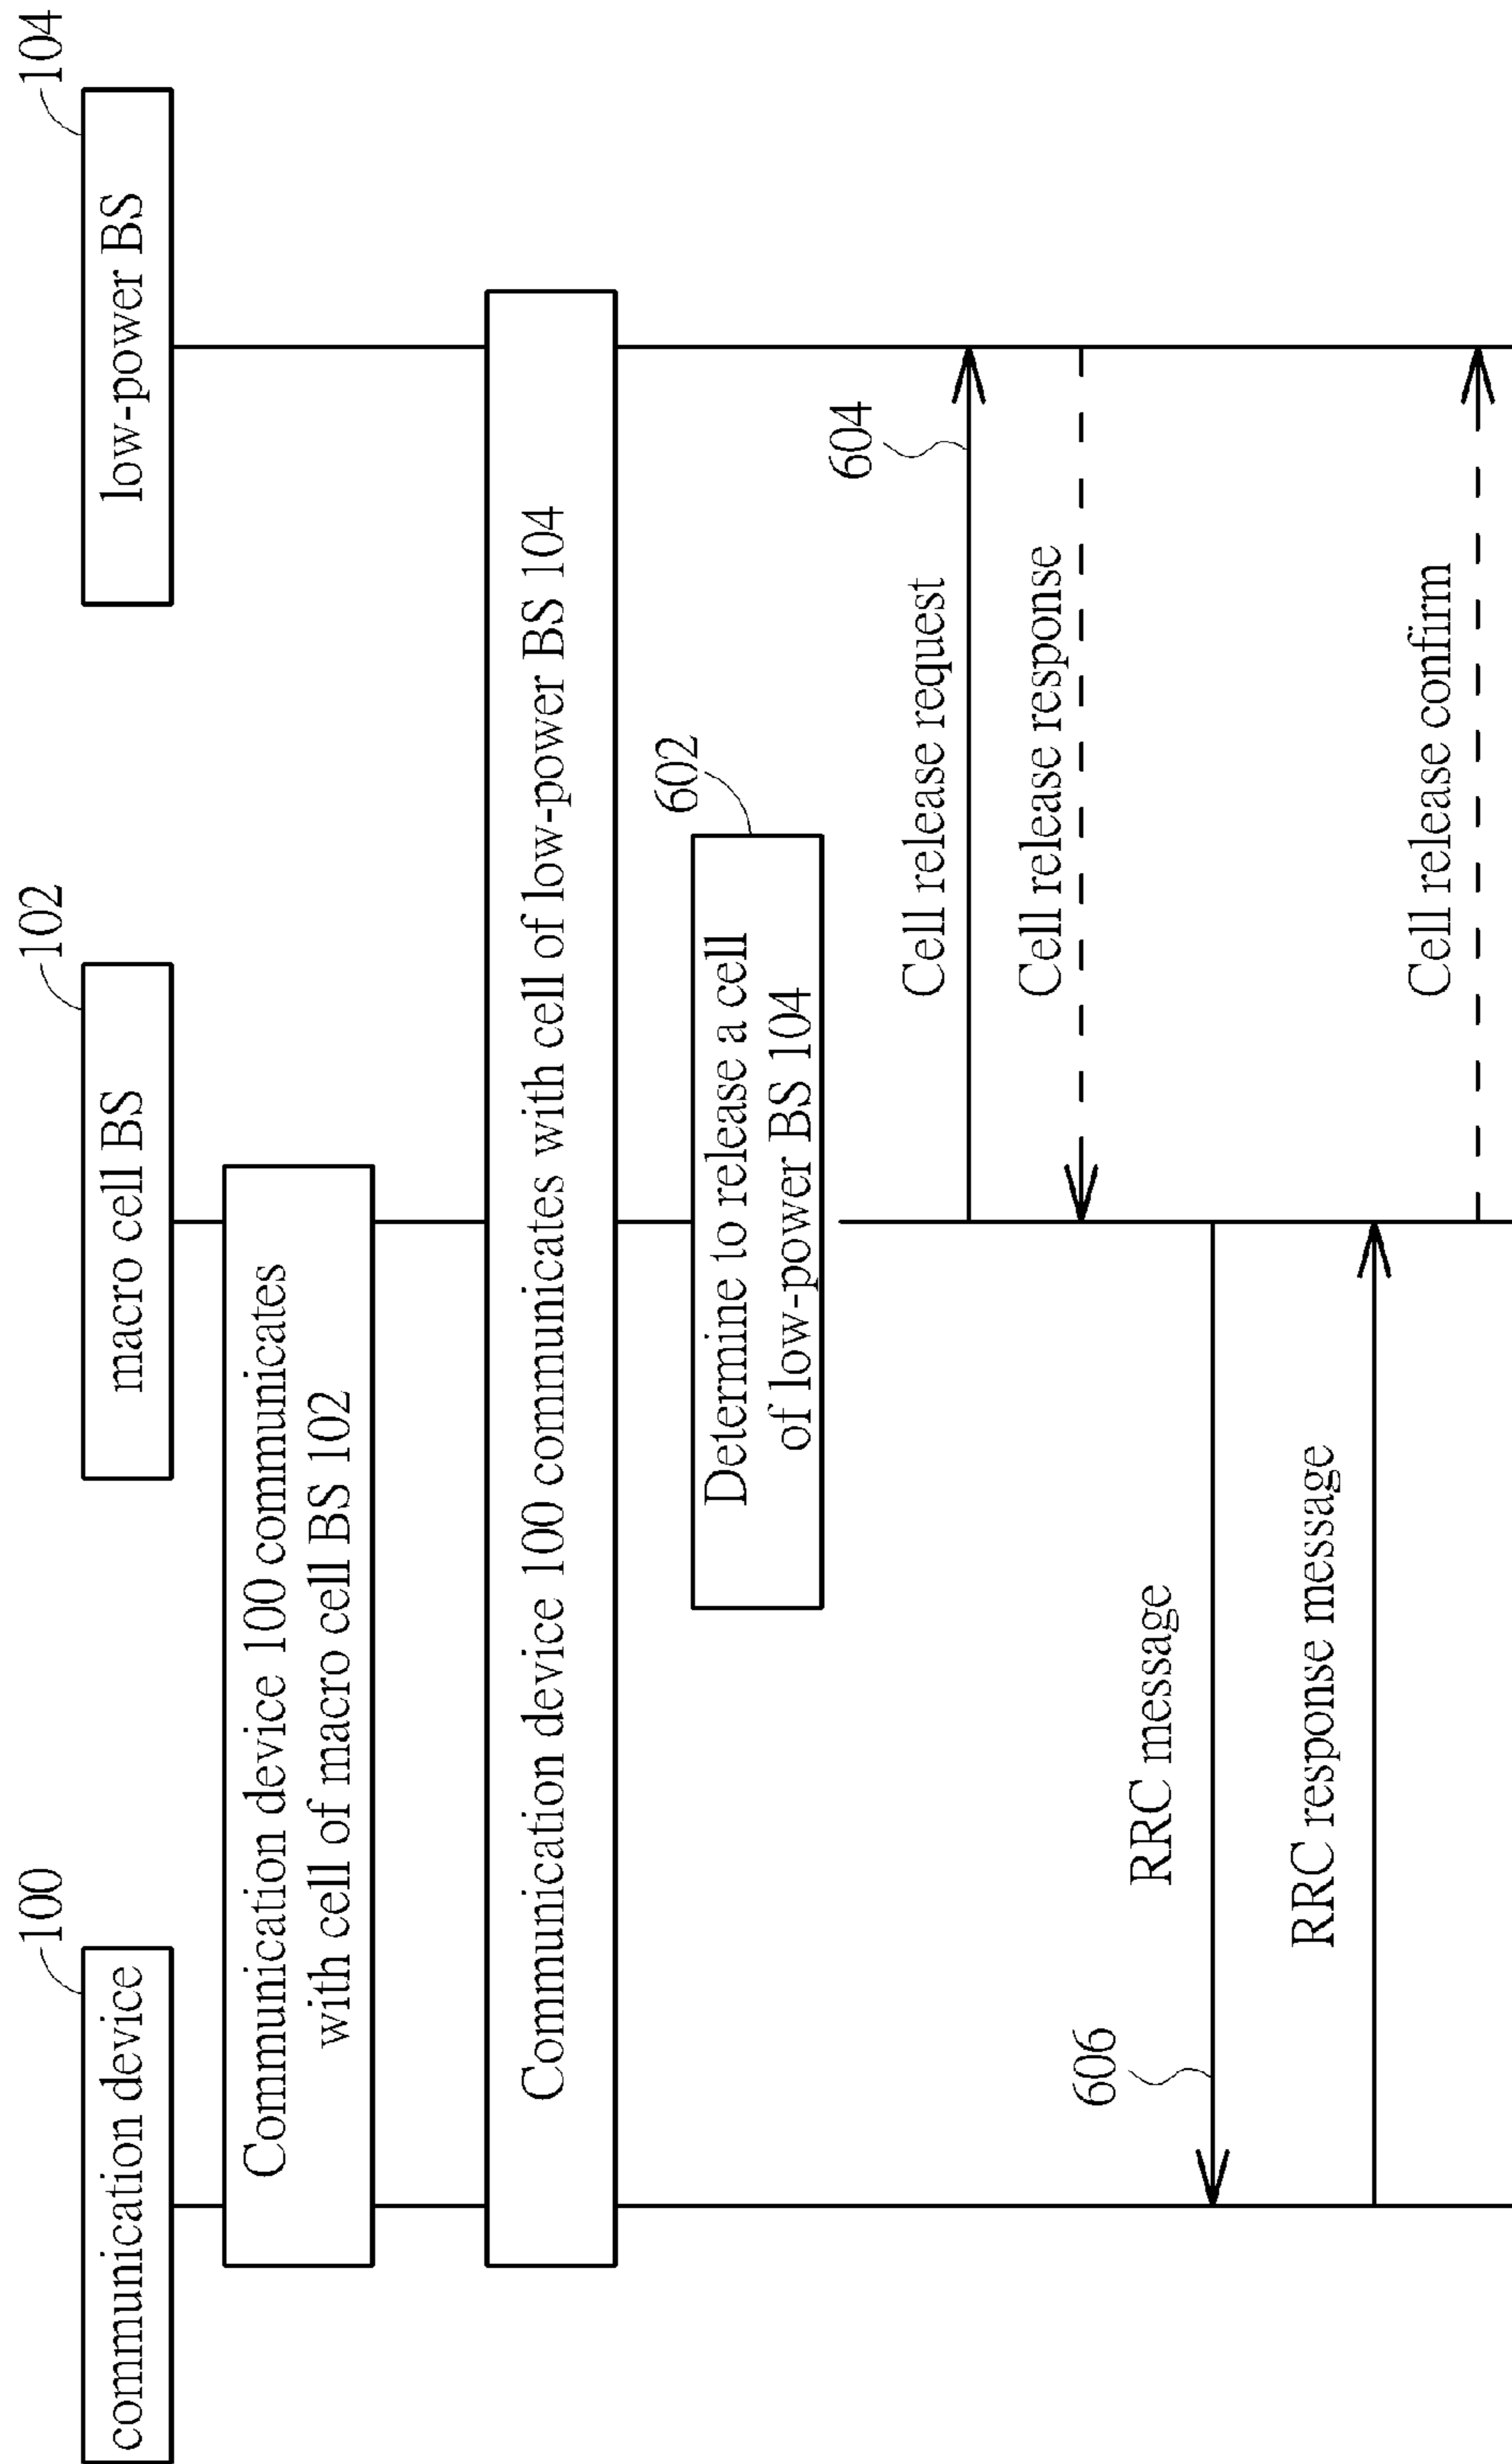 100
communication device
102
macro cell BS
104
low-power BS
Communication device 100 communicates
with cell of macro cell BS 102
Communication device 100 communicates with cell of low-power BS 104
602
Determine to release a cell
of low-power BS 104
604
Cell release request
Cell release response
606
RRC message
RRC response message
Cell release confirm